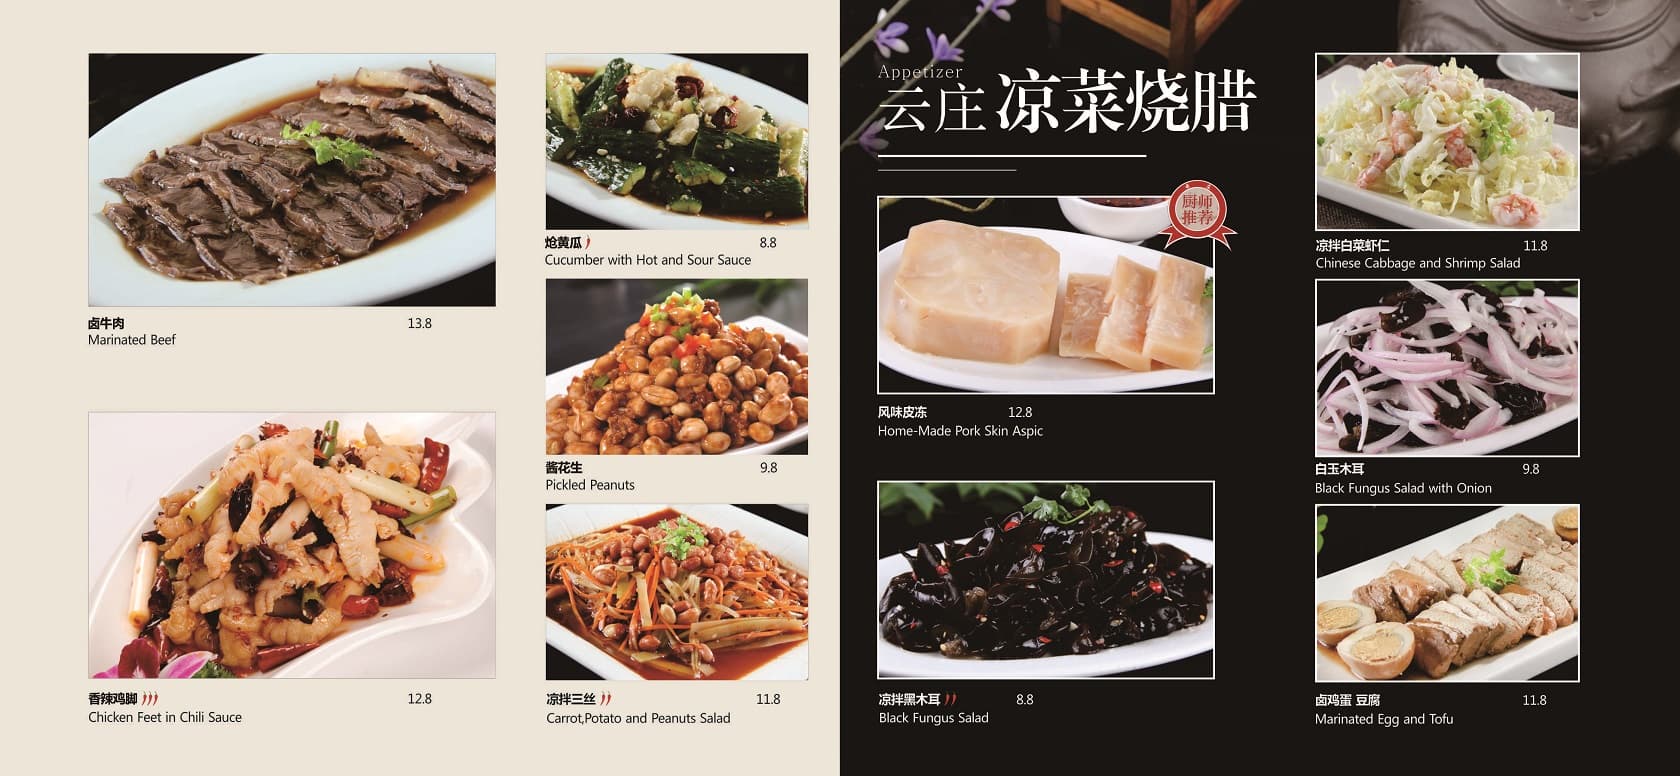 卤牛肉 13.8
Marinated Beef
香辣鸡脚 12.8
Chicken Feet in Chili Sauce
炝黄瓜 8.8
Cucumber with Hot and Sour Sauce
酱花生 9.8
Pickled Peanuts
凉拌三丝 11.8
Carrot,Potato and Peanuts Salad
Appetizer
云庄 凉菜烧腊
厨师
推荐
风味皮冻 12.8
Home-Made Pork Skin Aspic
凉拌黑木耳 8.8
Black Fungus Salad
凉拌白菜虾仁 11.8
Chinese Cabbage and Shrimp Salad
白玉木耳 9.8
Black Fungus Salad with Onion
卤鸡蛋 豆腐 11.8
Marinated Egg and Tofu